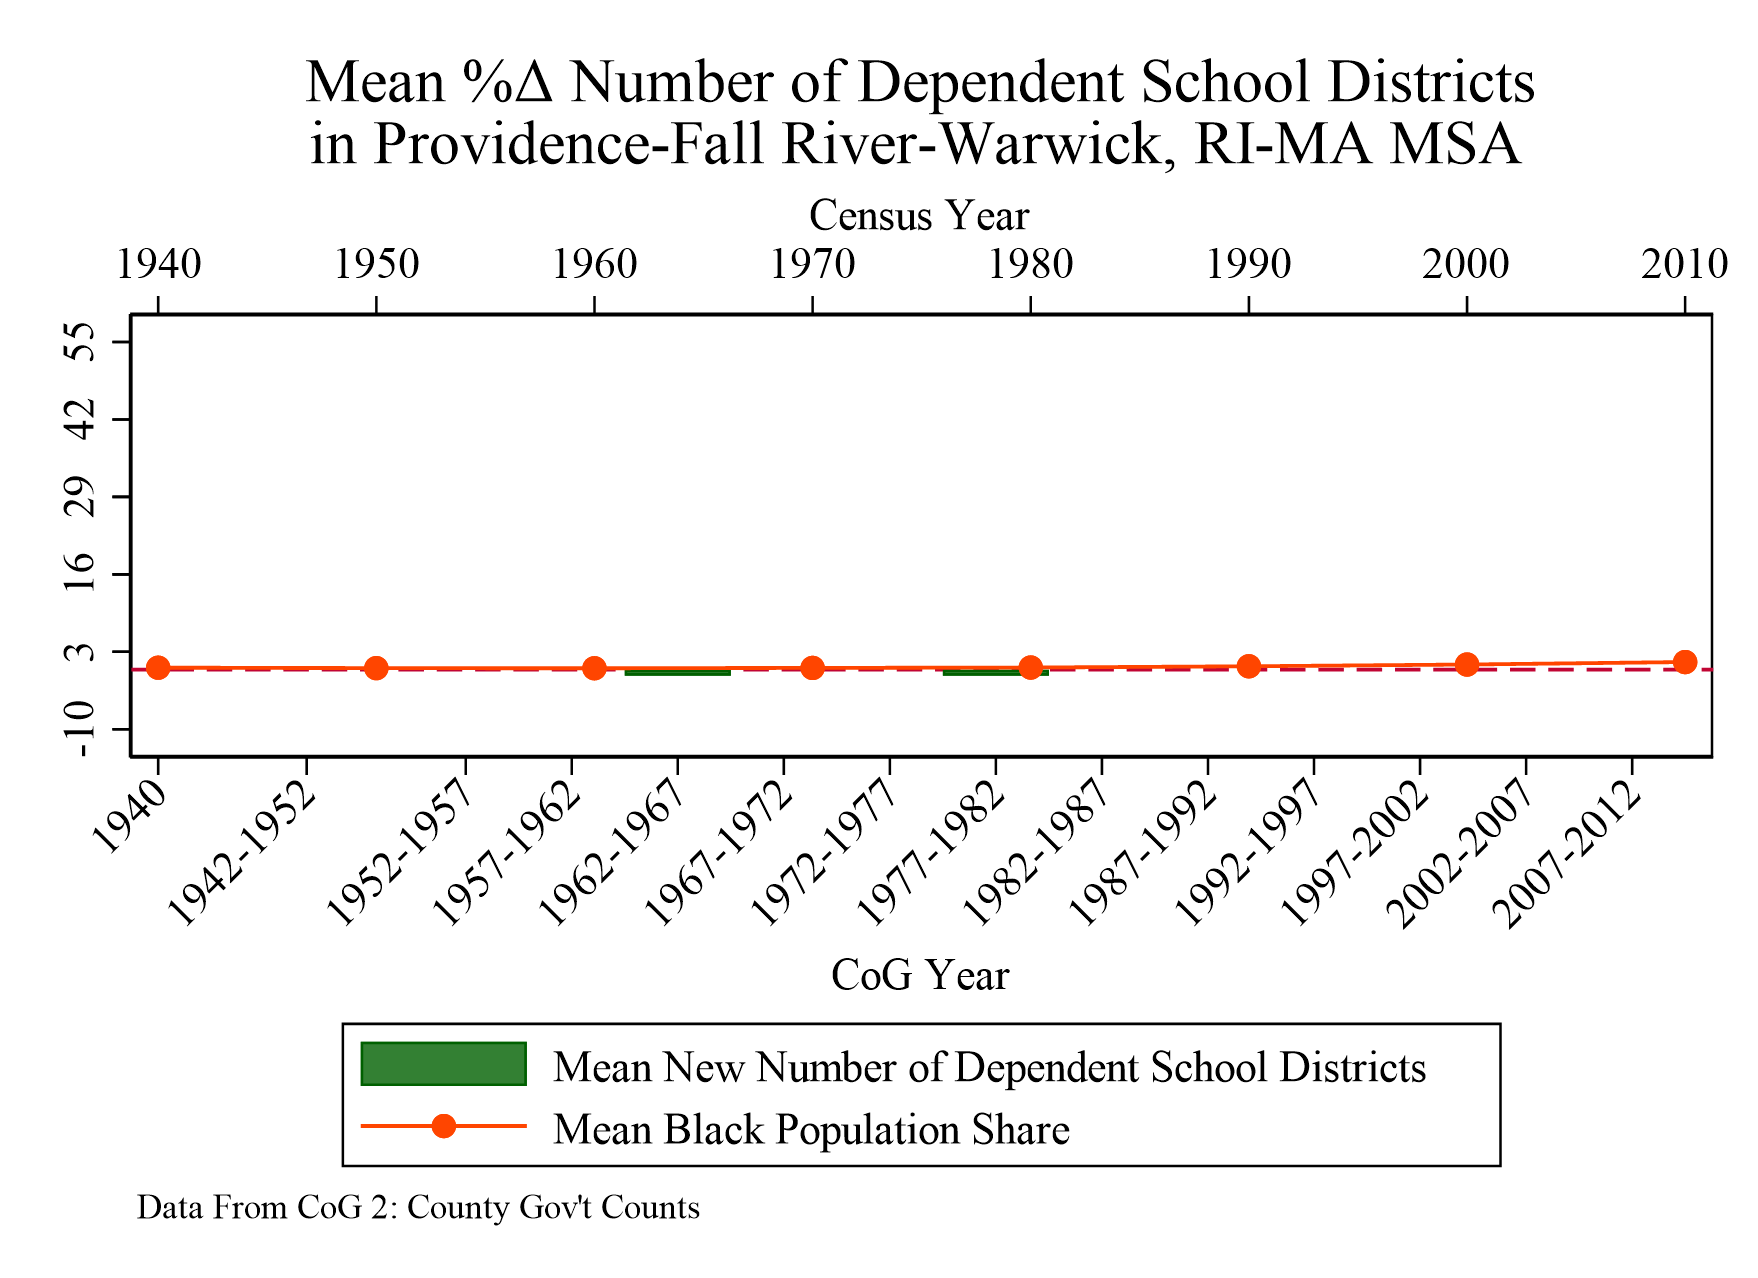 Mean %Δ Number of Dependent School Districts
in Providence-Fall River-Warwick, RI-MA MSA
Census Year
1940 1950 1960 1970 1980 1990 2000 2010
55
42
29
16
3
-10
1940 1942-1952 1952-1957 1957-1962 1962-1967 1967-1972 1972-1977 1977-1982 1982-1987 1987-1992 1992-1997 1997-2002 2002-2007 2007-2012
CoG Year
Mean New Number of Dependent School Districts
Mean Black Population Share
Data From CoG 2: County Gov't Counts